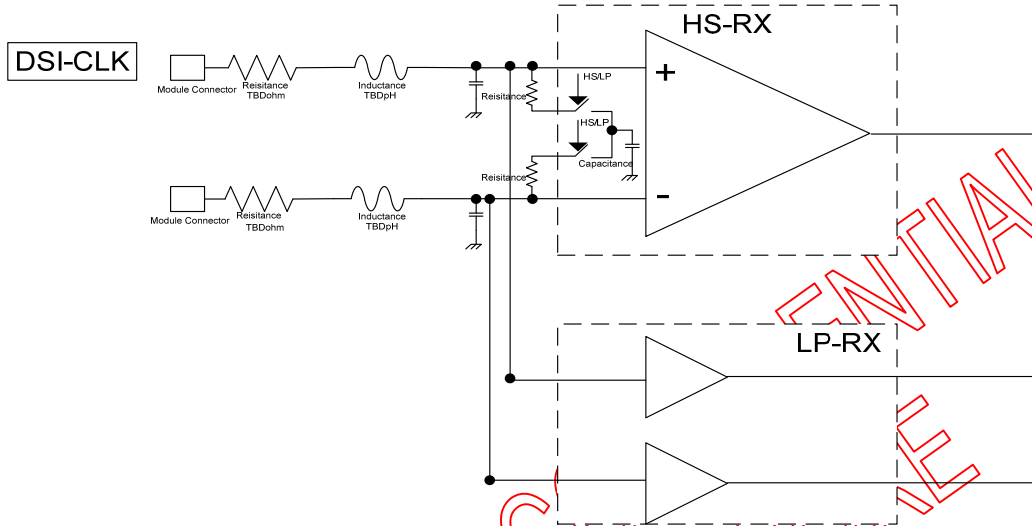 HS-RX
DSI-CLK
Module Connector
Reisitance
TBDohm
Inductance
TBDpH
Reisitance
HS/LP
+
HS/LP
Capacitance
Reisitance
-
Module Connector
Reisitance
TBDohm
Inductance
TBDpH
LP-RX
ENTIAL